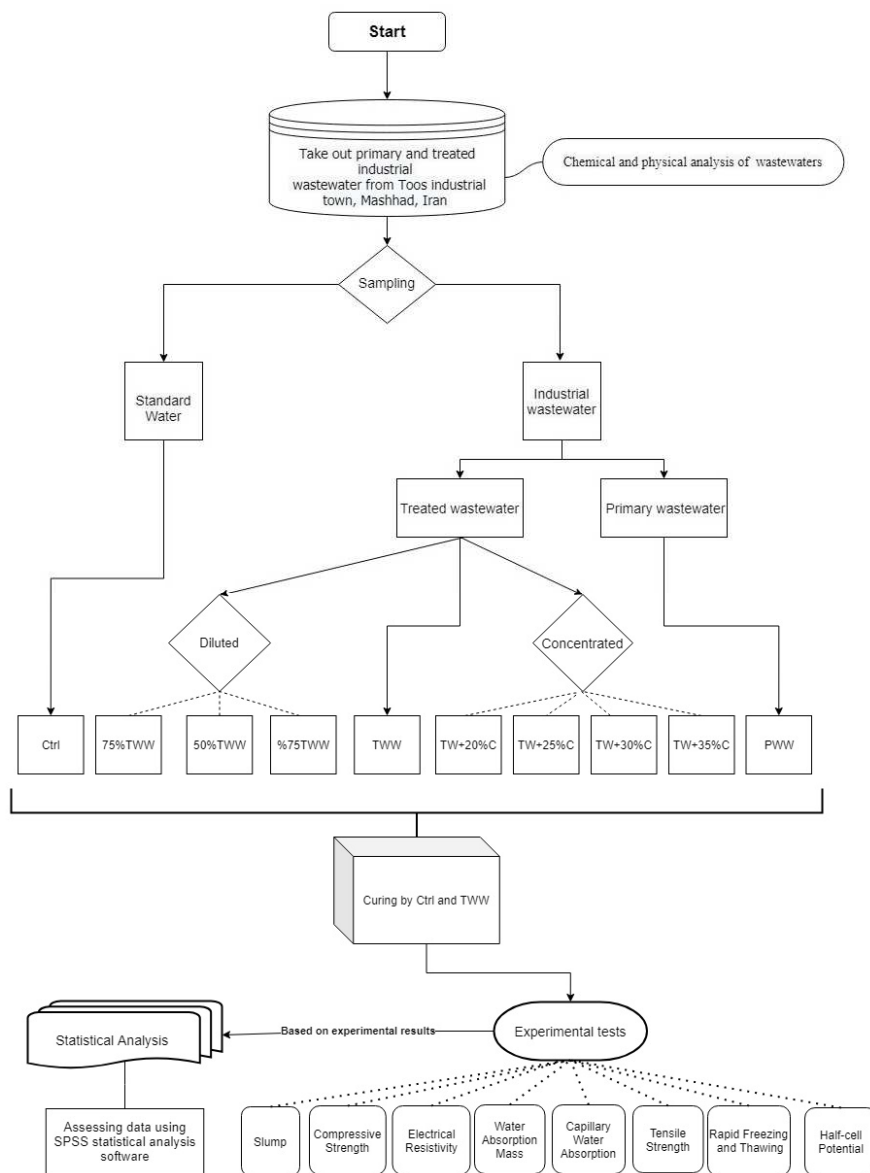 Start
Take out primary and treated
industrial
wastewater from Toos industrial
town, Mashhad, Iran
Chemical and physical analysis of wastewaters
Sampling
Standard
Water
Industrial
wastewater
Treated wastewater
Primary wastewater
Diluted
Concentrated
Ctrl
75%TWW
50%TWW
%75TWW
TWW
TW+20%C
TW+25%C
TW+30%C
TW+35%C
PWW
Curing by Ctrl and TWW
Experimental tests
Based on experimental results
Statistical Analysis
Assessing data using
SPSS statistical analysis
software
Slump
Compressive
Strength
Electrical
Resistivity
Water
Absorption
Mass
Capillary
Water
Absorption
Tensile
Strength
Rapid Freezing
and Thawing
Half-cell
Potential